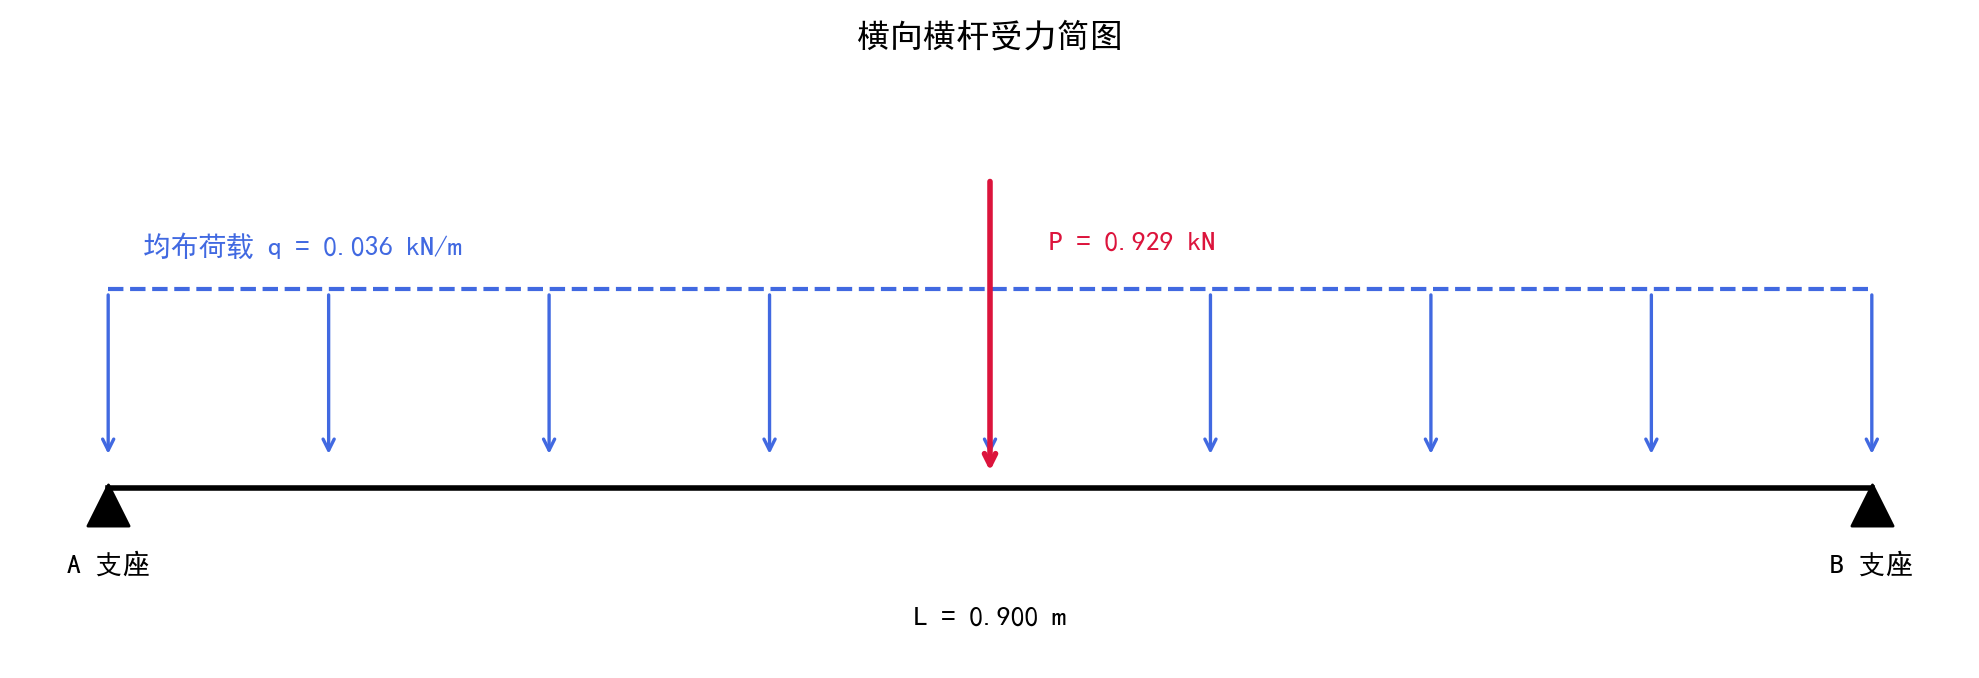 横向横杆受力简图
均布荷载 q = 0.036 kN/m
P = 0.929 kN
A 支座
B 支座
L = 0.900 m